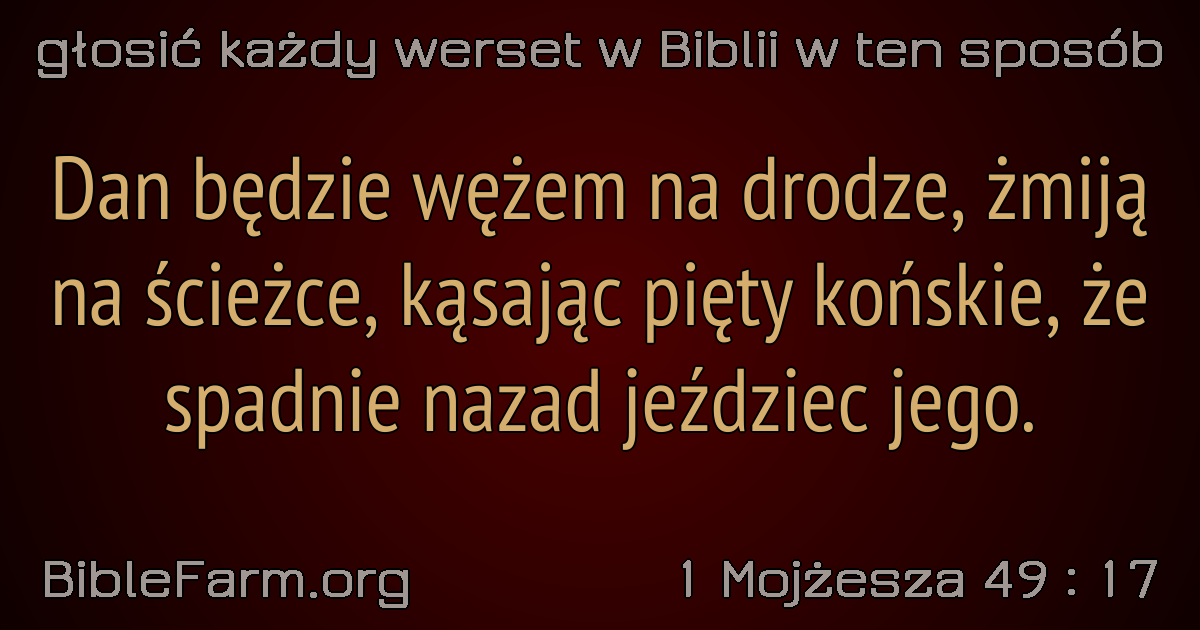 głosić każdy werset w Biblii w ten sposób
Dan będzie wężem na drodze, żmiją
na ścieżce, kąsając pięty końskie, że
spadnie nazad jeździec jego.
BibleFarm.org
1 Mojżesza 49 : 17